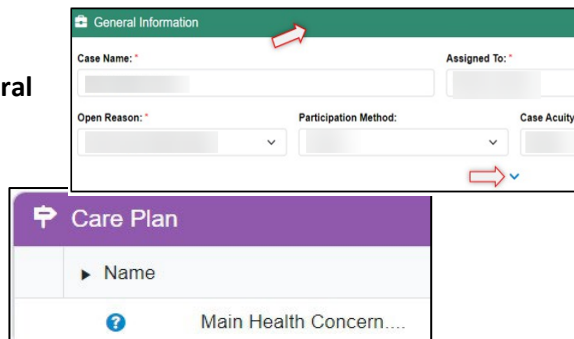 General Information
Case Name: * Assigned To: *
ral
Open Reason: * Participation Method: Case Acuity
Care Plan
Name
Main Health Concern....